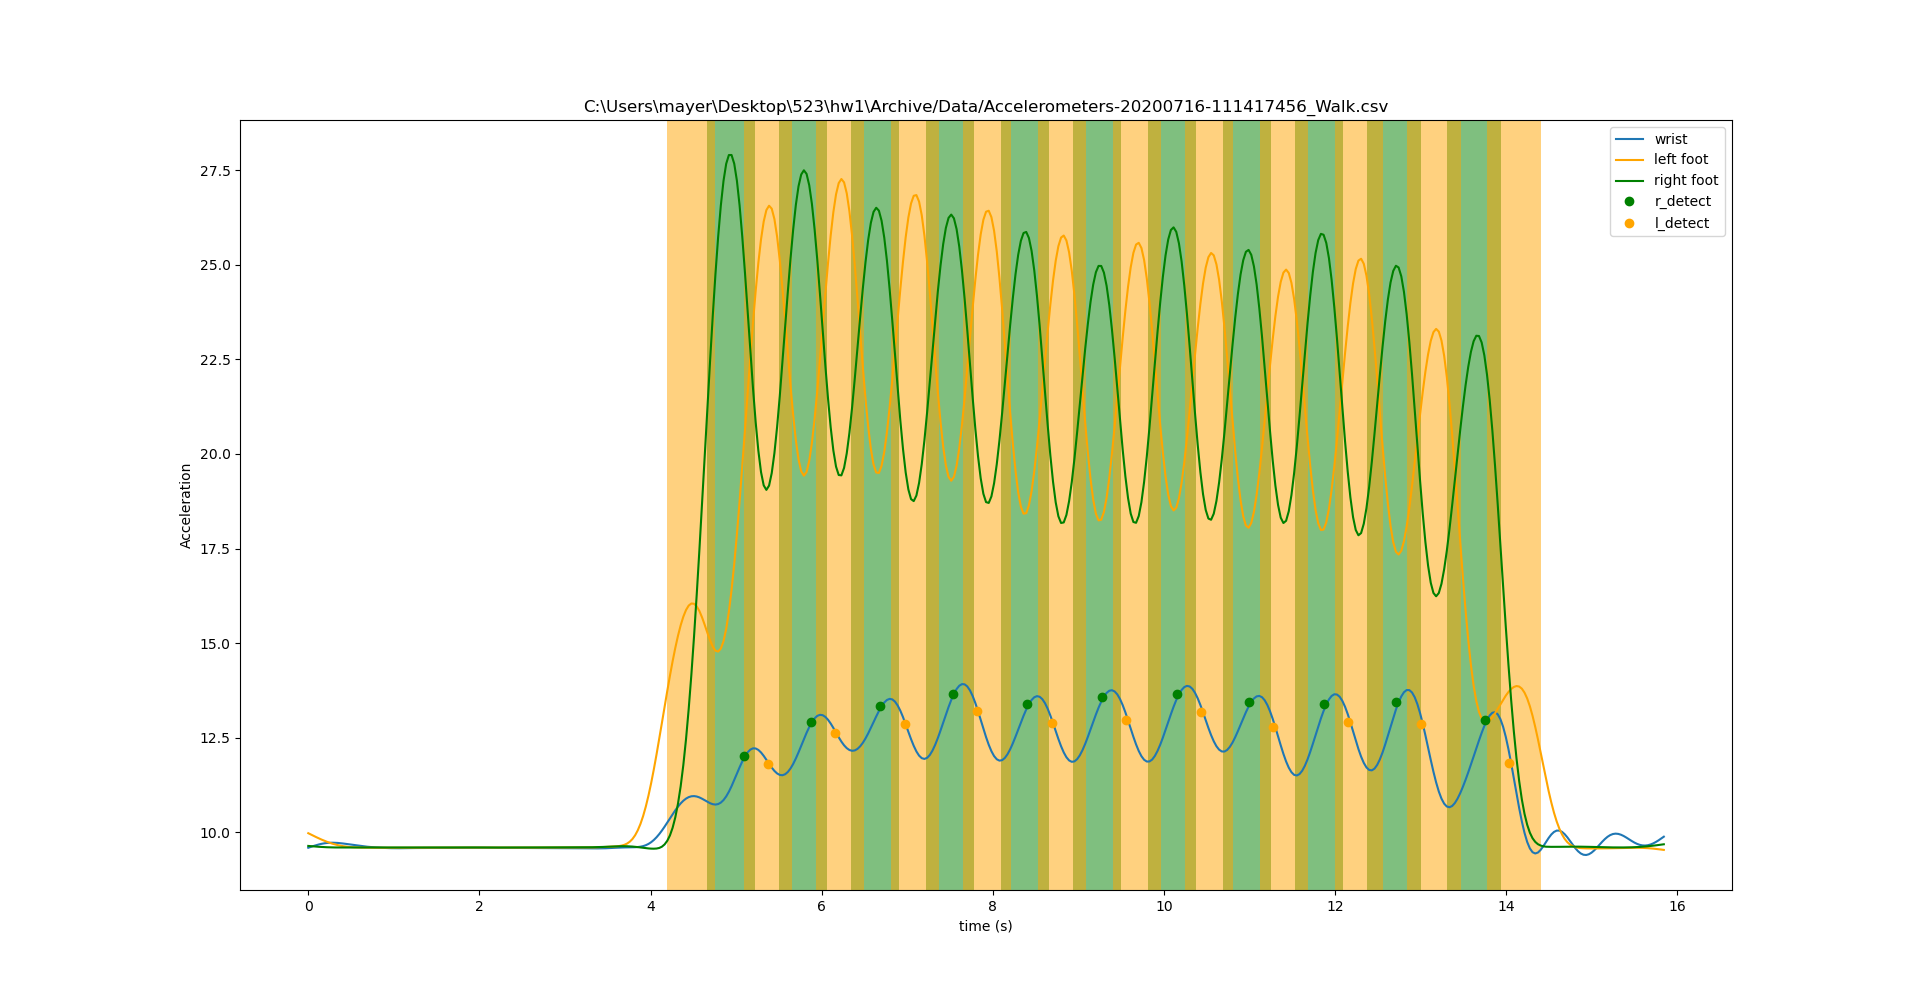 C:\Users\mayer\Desktop\523\hw1\Archive/Data/Accelerometers-20200716-111417456_Walk.csv
wrist
left foot
right foot
r_detect
l_detect
27.5
25.0
22.5
20.0
17.5
15.0
12.5
10.0
Acceleration
0 2 4 6 8 10 12 14 16
time (s)